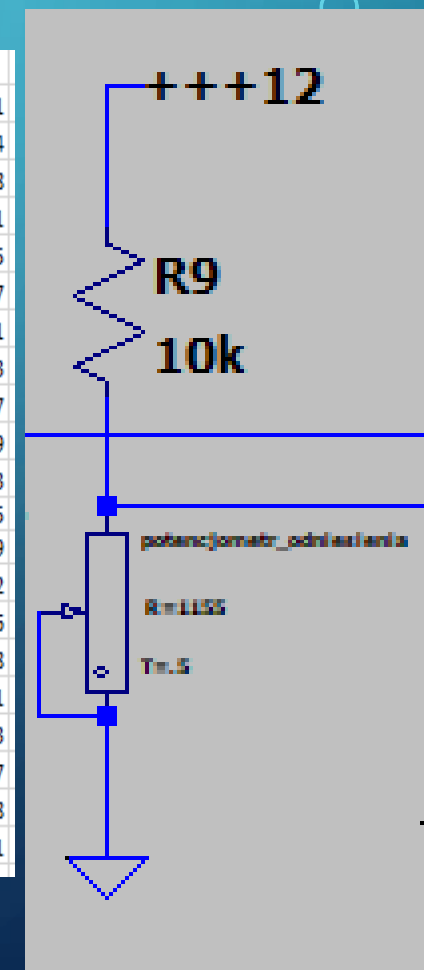 +++12
R9
10k
potencjometr_odniesienia
R=1155
T=.5